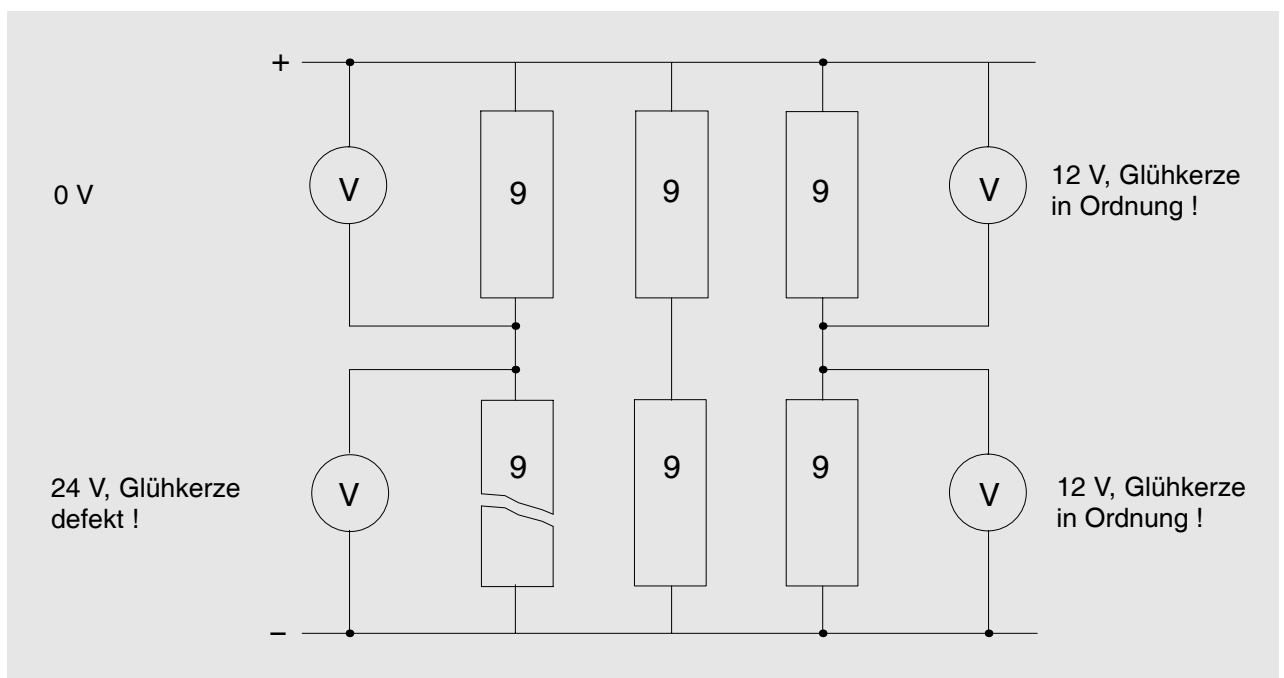 +
0 V
V
9
9
9
V
12 V, Glühkerze
in Ordnung !
24 V, Glühkerze
defekt !
V
9
9
9
V
12 V, Glühkerze
in Ordnung !
–